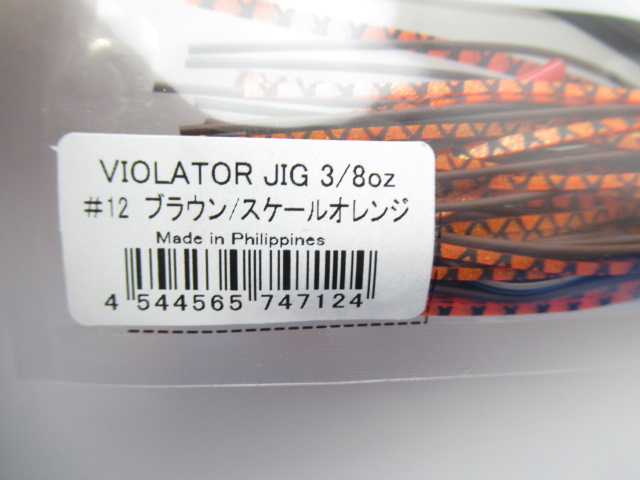 VIOLATOR JIG 3/8oz
#12 ブラウン/スケールオレンジ
Made in Philippines
4 544565 747124